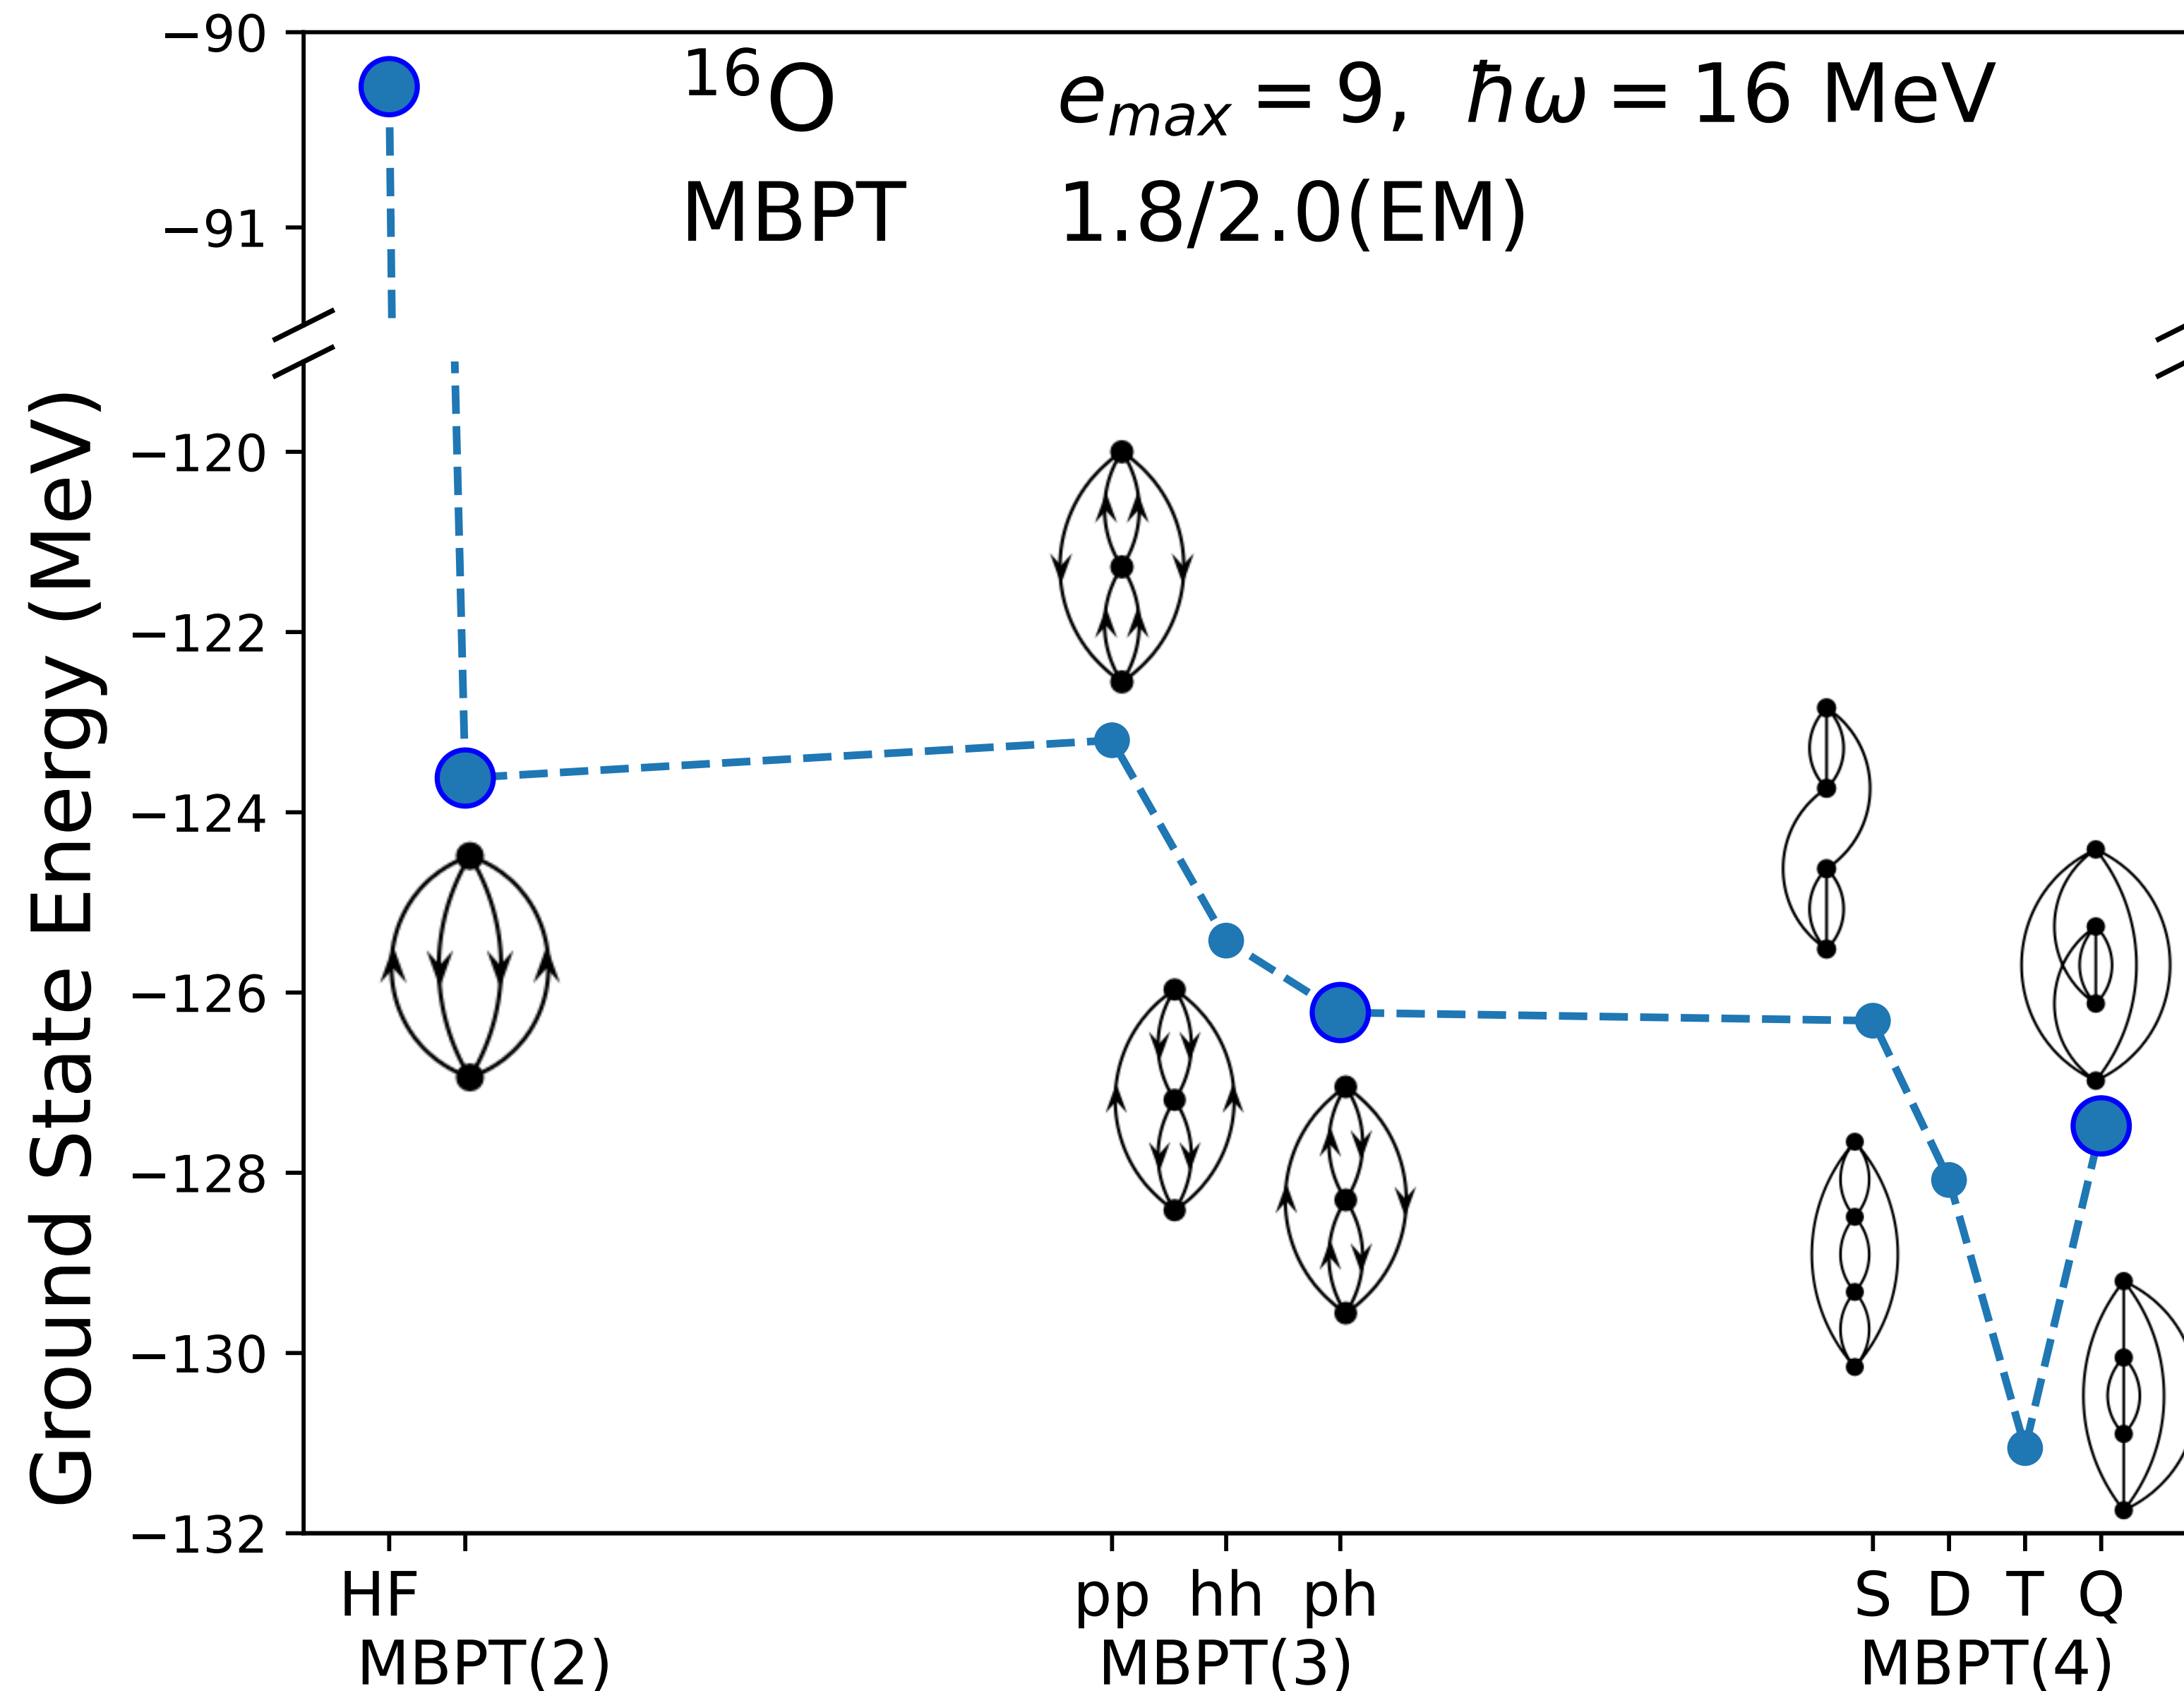 −90
−91
−120
−122
−124
−126
−128
−130
−132
Ground State Energy (MeV)
¹⁶O
e_max = 9, ħω = 16 MeV
MBPT
1.8/2.0(EM)
HF
pp hh ph
S D T Q
MBPT(2)
MBPT(3)
MBPT(4)